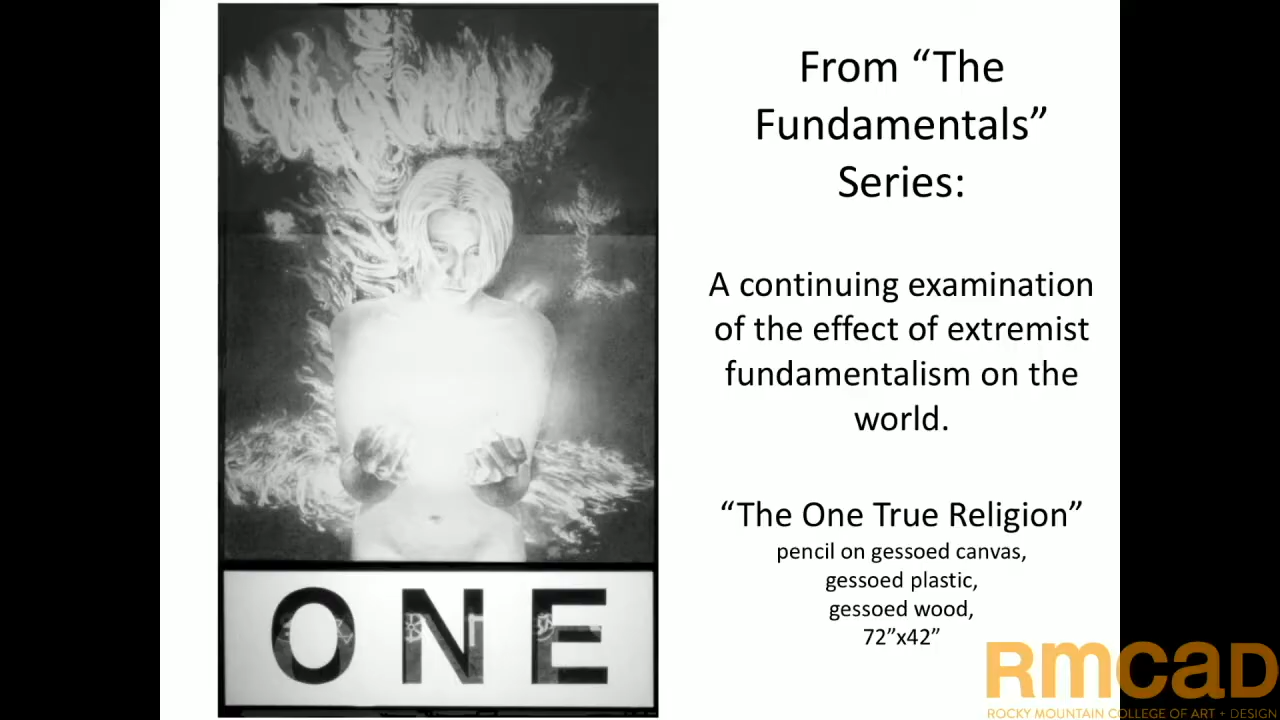 From “The
Fundamentals”
Series:
A continuing examination
of the effect of extremist
fundamentalism on the
world.
“The One True Religion”
pencil on gessoed canvas,
gessoed plastic,
gessoed wood,
72”x42”
ONE
RMCAD
ROCKY MOUNTAIN COLLEGE OF ART + DESIGN